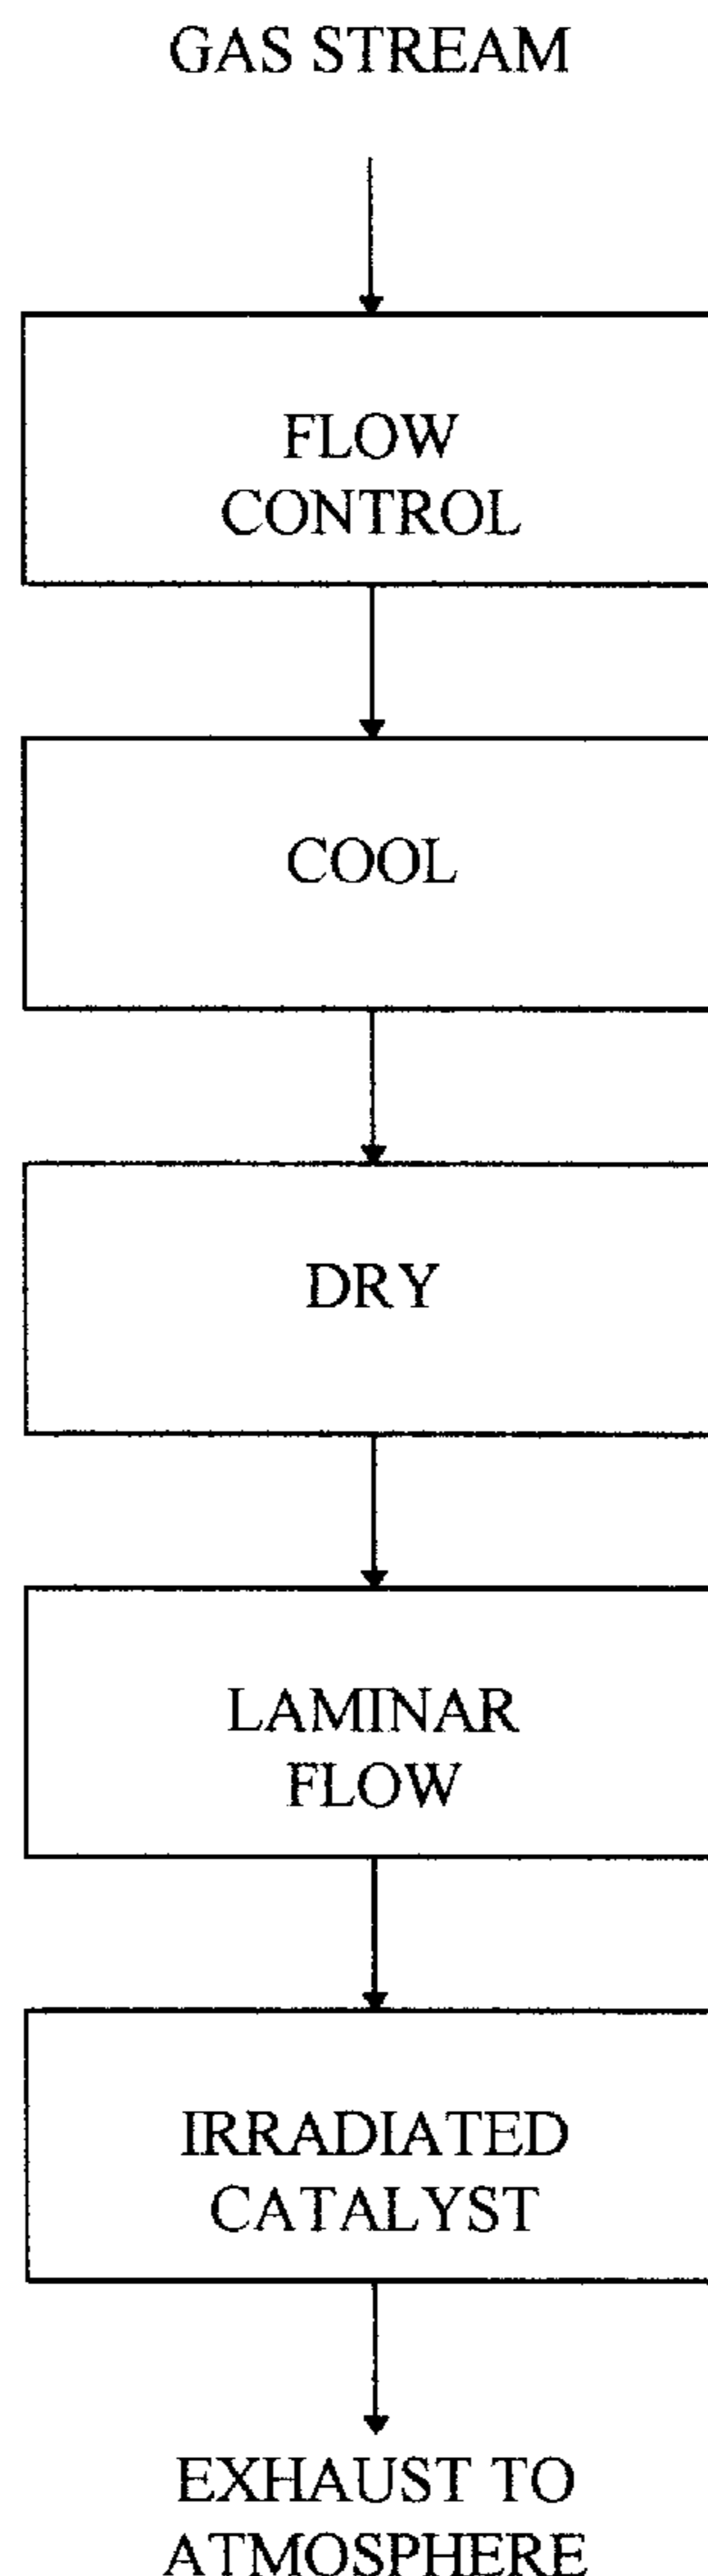 GAS STREAM
FLOW
CONTROL
COOL
DRY
LAMINAR
FLOW
IRRADIATED
CATALYST
EXHAUST TO
ATMOSPHERE